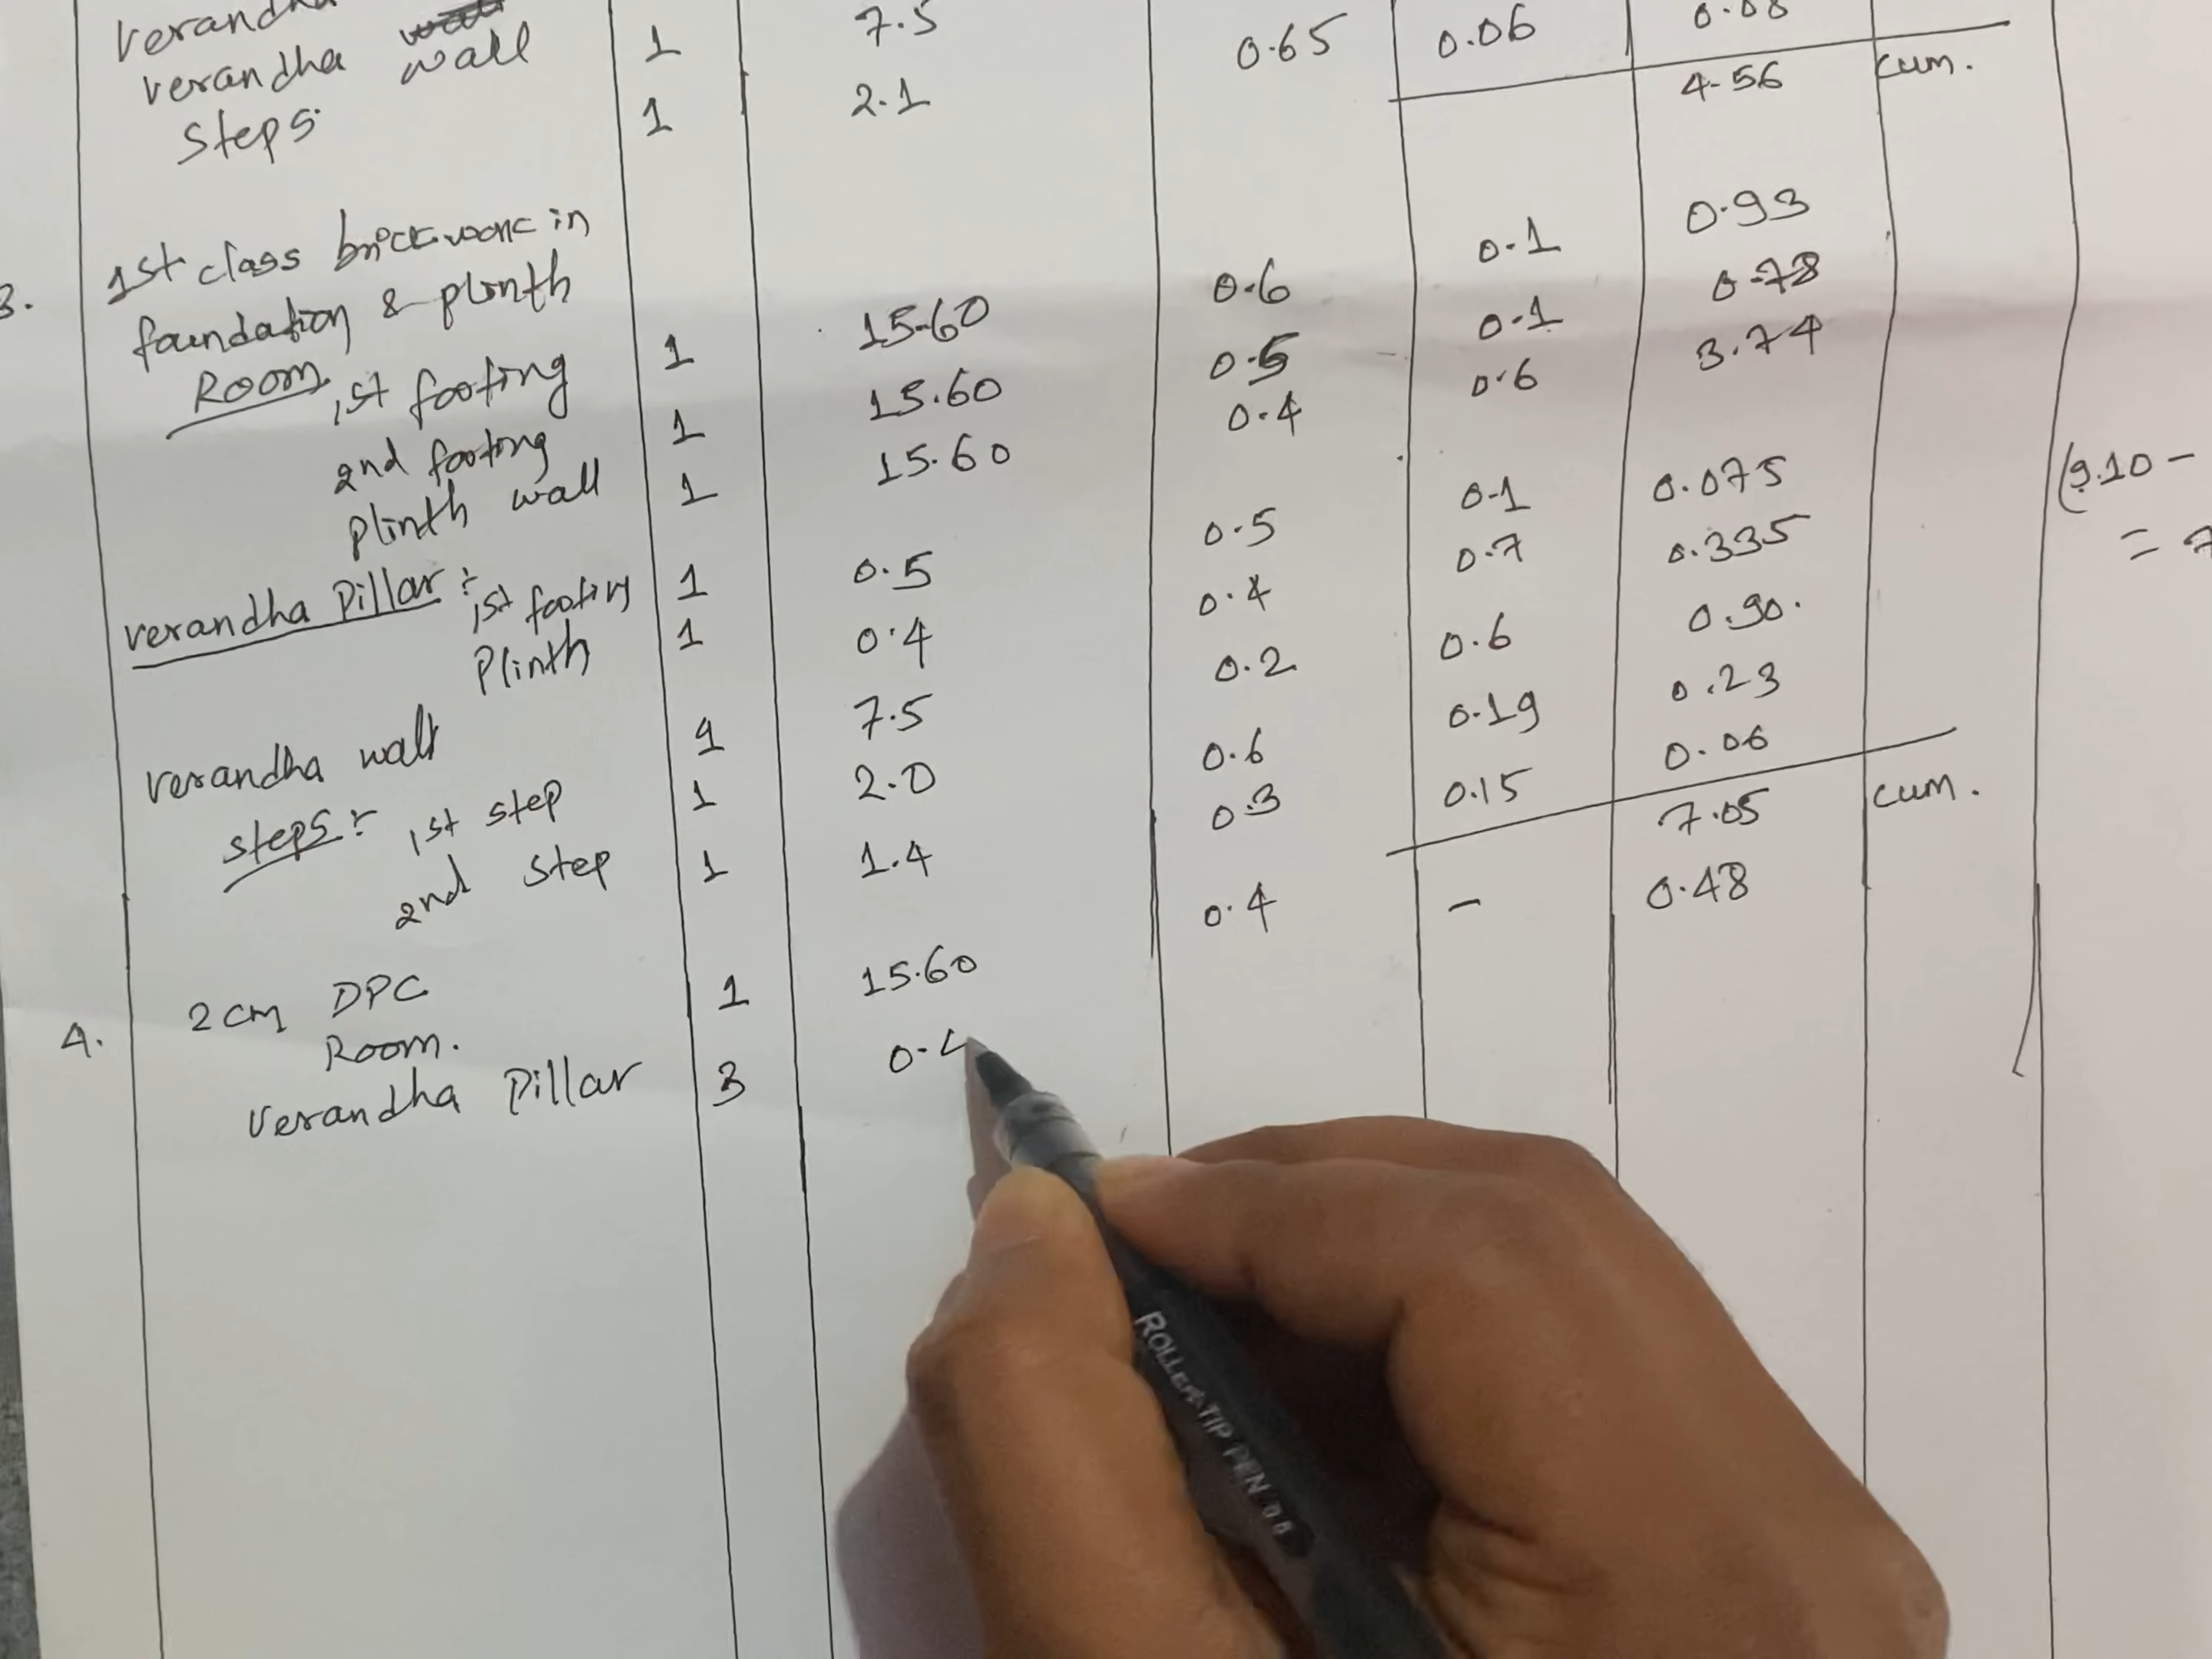 verandha
verandha wall 1 7.5 0.65 0.06 0.08
steps 1 2.1 4.56 cum.
3. 1st class brickwork in
foundation & plinth
Room 1st footing 1 15.60 0.6 0.1 0.93
2nd footing 1 15.60 0.5 0.1 0.78
plinth wall 1 15.60 0.4 0.6 3.74
verandha pillar :- 1st footing 1 0.5 0.5 0.1 0.075
Plinth 1 0.4 0.4 0.7 0.335
(9.10 -
=
verandha wall 1 7.5 0.2 0.6 0.90.
steps :- 1st step 1 2.0 0.6 0.19 0.23
2nd step 1 1.4 0.3 0.15 0.06
7.05 cum.
4. 2cm DPC
Room. 1 15.60 0.4 - 0.48
verandha Pillar 3 0.4
ROLLER TIP PEN